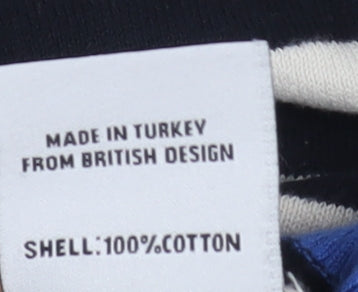 MADE IN TURKEY
FROM BRITISH DESIGN
SHELL:100%COTTON